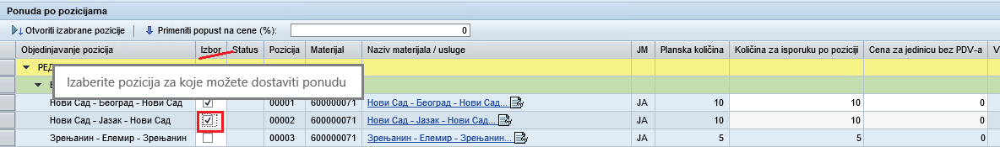 Ponuda po pozicijama
Otvoriti izabrane pozicije Primeniti popust na cene (%): 0
Objedinjavanje pozicija Izbor Status Pozicija Materijal Naziv materijala / usluge JM Planska količina Količina za isporuku po poziciji Cena za jedinicu bez PDV-a V
РЕД
Izaberite pozicija za koje možete dostaviti ponudu
Нови Сад - Београд - Нови Сад 00001 600000071 Нови Сад - Београд - Нови Сад... JA 10 10 0
Нови Сад - Јазак - Нови Сад 00002 600000071 Нови Сад - Јазак - Нови Сад... JA 10 10 0
Зрењанин - Елемир - Зрењанин 00003 600000071 Зрењанин - Елемир - Зрењанин... JA 5 5 0